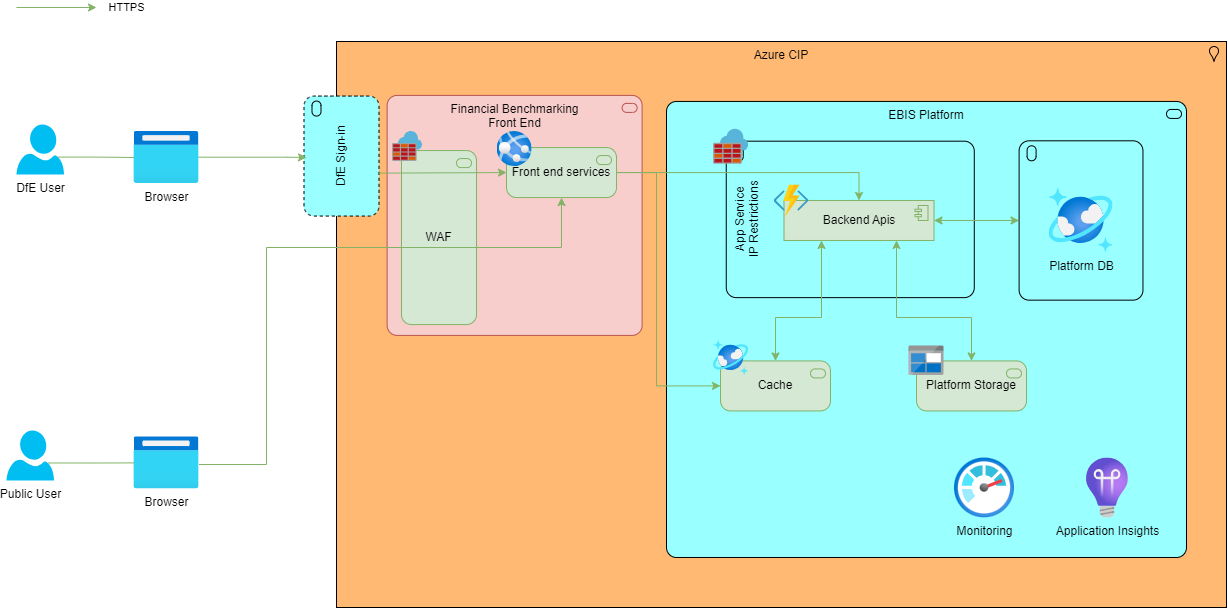 HTTPS
Azure CIP
Financial Benchmarking
Front End
EBIS Platform
DfE Sign-in
DfE User
Browser
Front end services
WAF
App Service
IP Restrictions
Backend Apis
Platform DB
Cache
Platform Storage
Public User
Browser
Monitoring
Application Insights